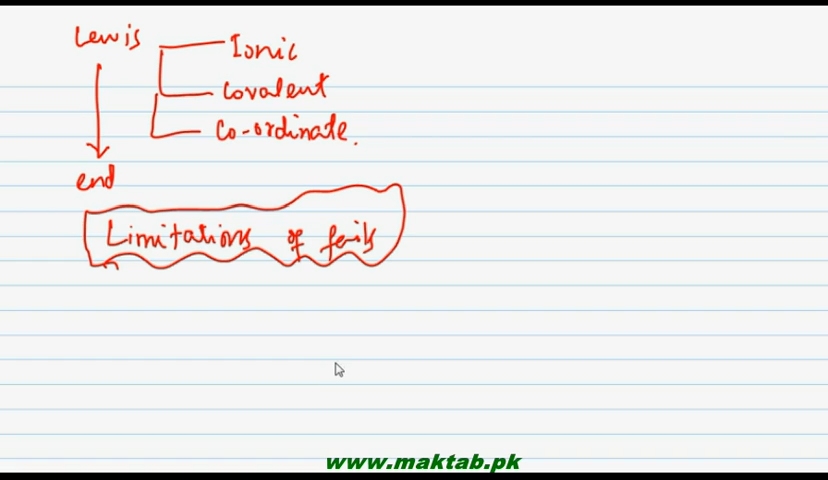 Lewis
Ionic
Covalent
Co-ordinate.
end
Limitations of
www.maktab.pk